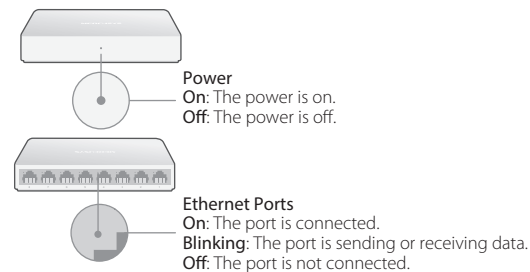 Power
On: The power is on.
Off: The power is off.
Ethernet Ports
On: The port is connected.
Blinking: The port is sending or receiving data.
Off: The port is not connected.